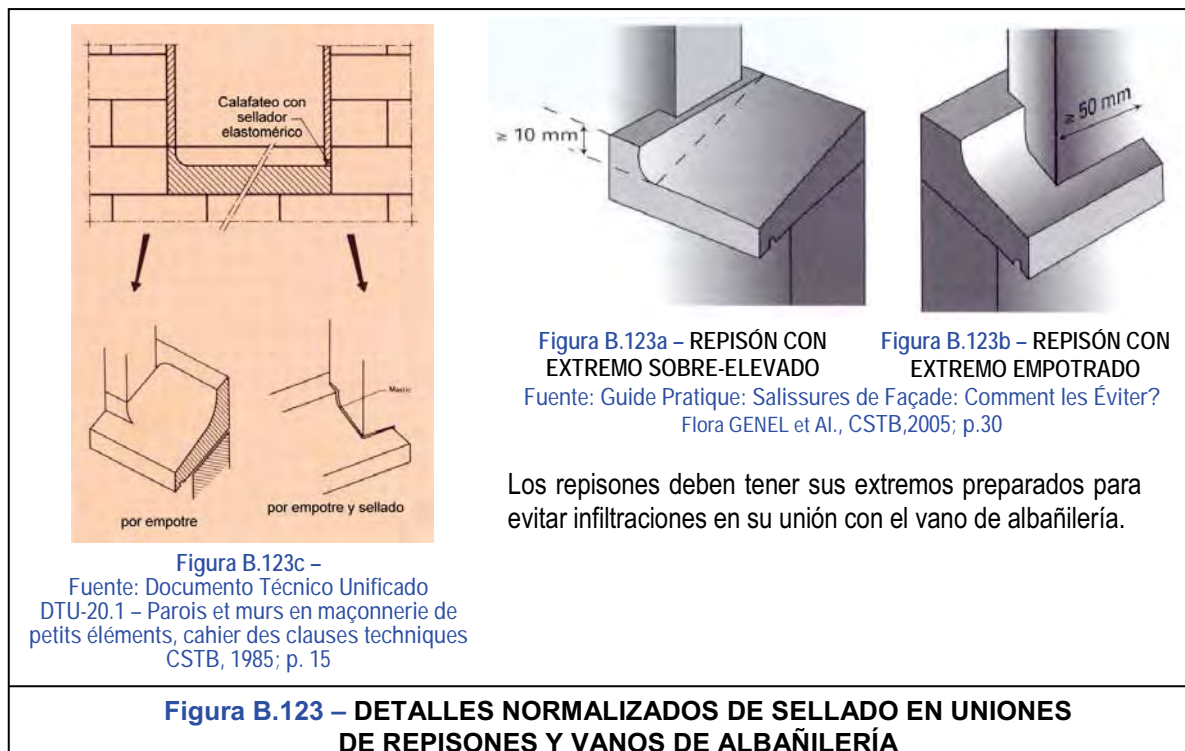 Calafateo con
sellador
elastomérico
Mastic
por empotre
por empotre y sellado
Figura B.123c –
Fuente: Documento Técnico Unificado
DTU-20.1 – Parois et murs en maçonnerie de
petits éléments, cahier des clauses techniques
CSTB, 1985; p. 15
≥ 10 mm
≥ 50 mm
Figura B.123a – REPISÓN CON
EXTREMO SOBRE-ELEVADO
Figura B.123b – REPISÓN CON
EXTREMO EMPOTRADO
Fuente: Guide Pratique: Salissures de Façade: Comment les Éviter?
Flora GENEL et Al., CSTB,2005; p.30
Los repisones deben tener sus extremos preparados para
evitar infiltraciones en su unión con el vano de albañilería.
Figura B.123 – DETALLES NORMALIZADOS DE SELLADO EN UNIONES
DE REPISONES Y VANOS DE ALBAÑILERÍA